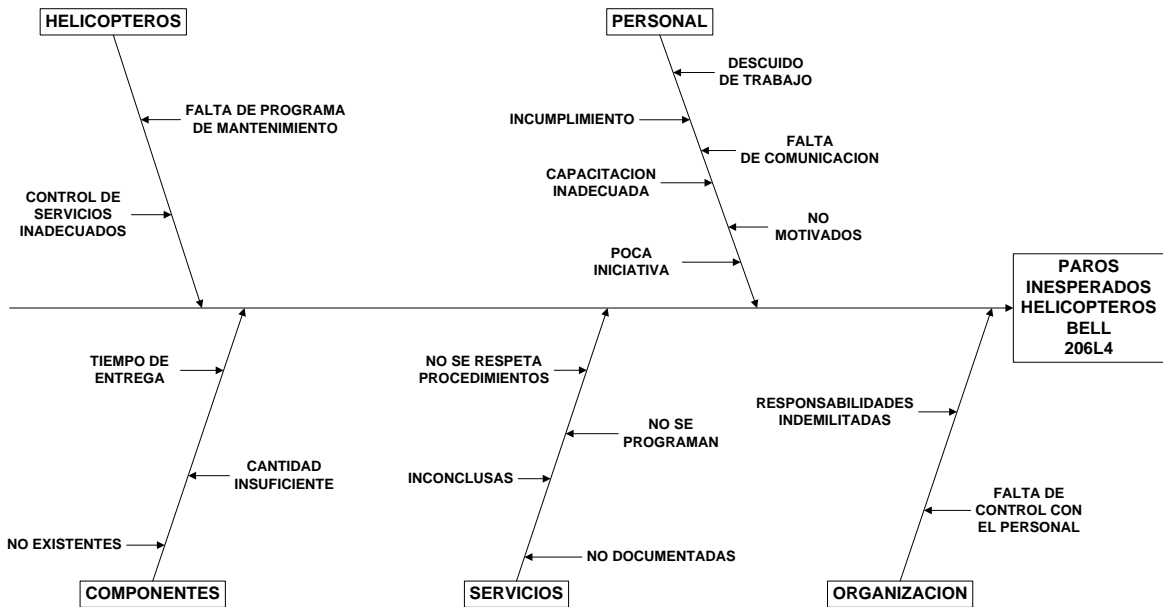 HELICOPTEROS
PERSONAL
DESCUIDO
DE TRABAJO
FALTA DE PROGRAMA
DE MANTENIMIENTO
INCUMPLIMIENTO
FALTA
DE COMUNICACION
CAPACITACION
INADECUADA
CONTROL DE
SERVICIOS
INADECUADOS
NO
MOTIVADOS
POCA
INICIATIVA
PAROS
INESPERADOS
HELICOPTEROS
BELL
206L4
TIEMPO DE
ENTREGA
NO SE RESPETA
PROCEDIMIENTOS
RESPONSABILIDADES
INDEMILITADAS
NO SE
PROGRAMAN
CANTIDAD
INSUFICIENTE
INCONCLUSAS
FALTA DE
CONTROL CON
EL PERSONAL
NO EXISTENTES
NO DOCUMENTADAS
COMPONENTES
SERVICIOS
ORGANIZACION